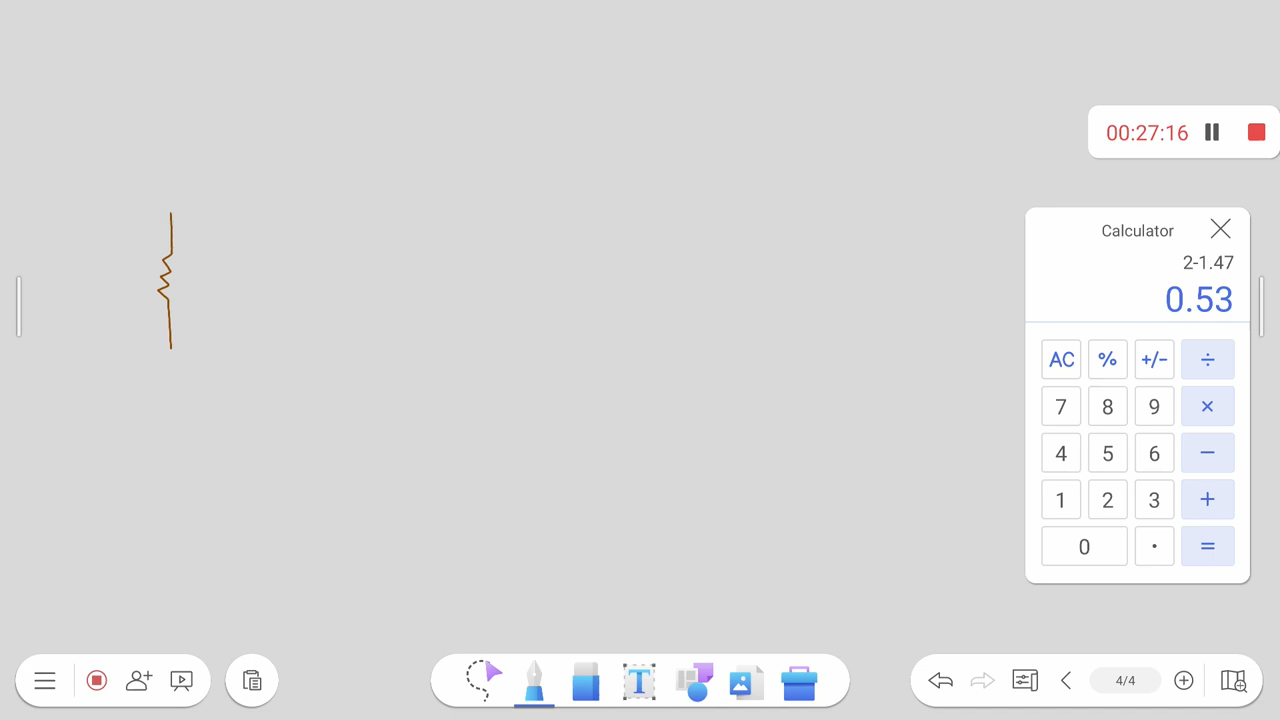 00:27:16
Calculator
2-1.47
0.53
AC % +/- ÷
7 8 9 ×
4 5 6 −
1 2 3 +
0 · =
T
4/4